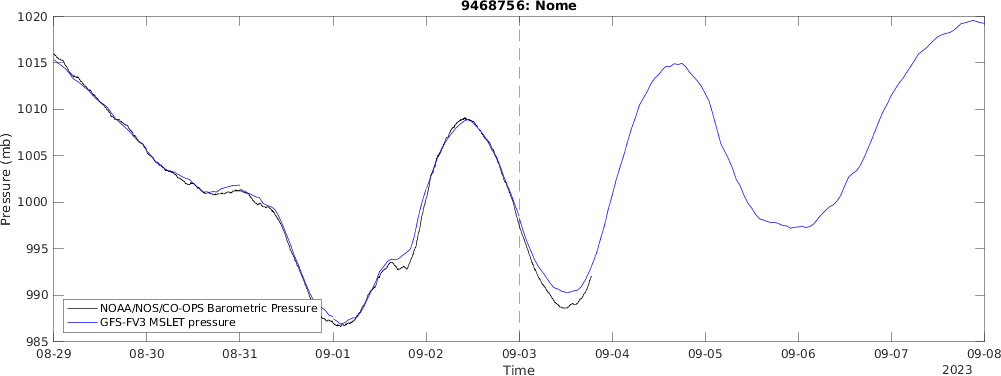 9468756: Nome
1020
1015
1010
1005
1000
995
990
985
Pressure (mb)
NOAA/NOS/CO-OPS Barometric Pressure
GFS-FV3 MSLET pressure
08-29 08-30 08-31 09-01 09-02 09-03 09-04 09-05 09-06 09-07 09-08
Time
2023